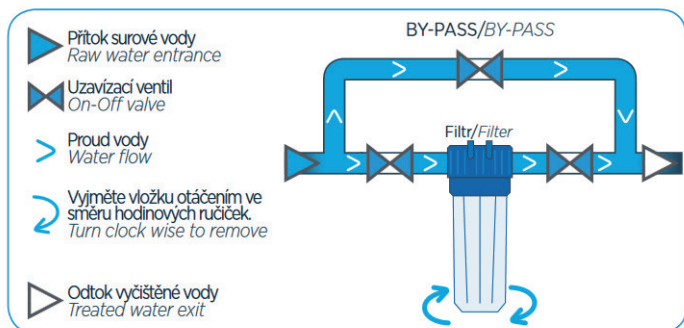 Přítok surové vody
Raw water entrance
Uzavízací ventil
On-Off valve
Proud vody
Water flow
Vyjměte vložku otáčením ve
směru hodinových ručiček.
Turn clock wise to remove
Odtok vyčištěné vody
Treated water exit
BY-PASS/BY-PASS
Filtr/Filter